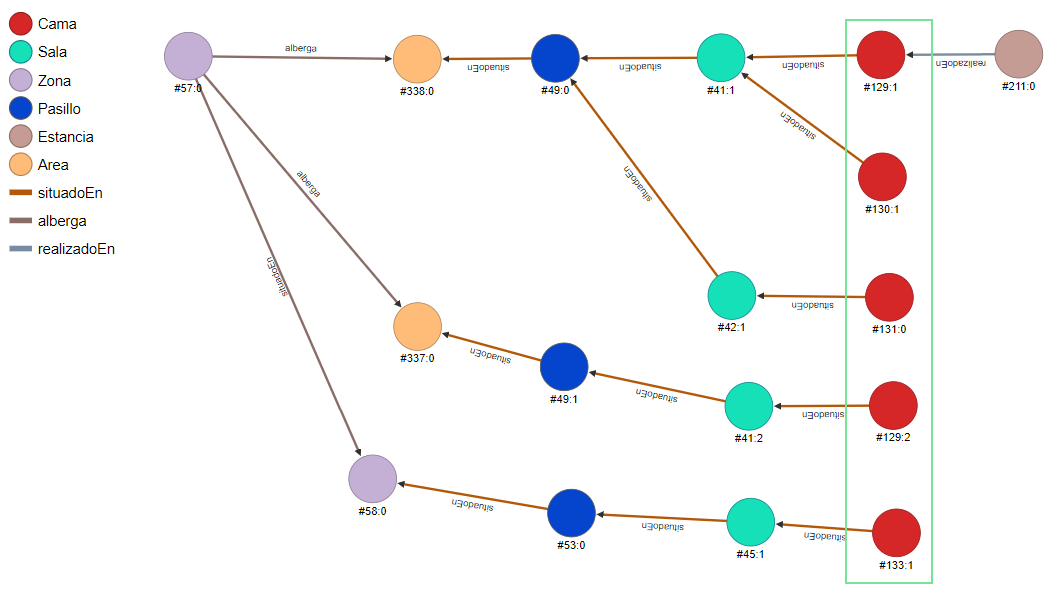 Cama
Sala
Zona
Pasillo
Estancia
Area
situadoEn
alberga
realizadoEn
#57:0
alberga
#338:0
situadoEn
#49:0
situadoEn
#41:1
situadoEn
#129:1
realizadoEn
#211:0
situadoEn
#130:1
alberga
situadoEn
situadoEn
#42:1
situadoEn
#131:0
#337:0
situadoEn
#49:1
situadoEn
#41:2
situadoEn
#129:2
#58:0
situadoEn
#53:0
situadoEn
#45:1
situadoEn
#133:1